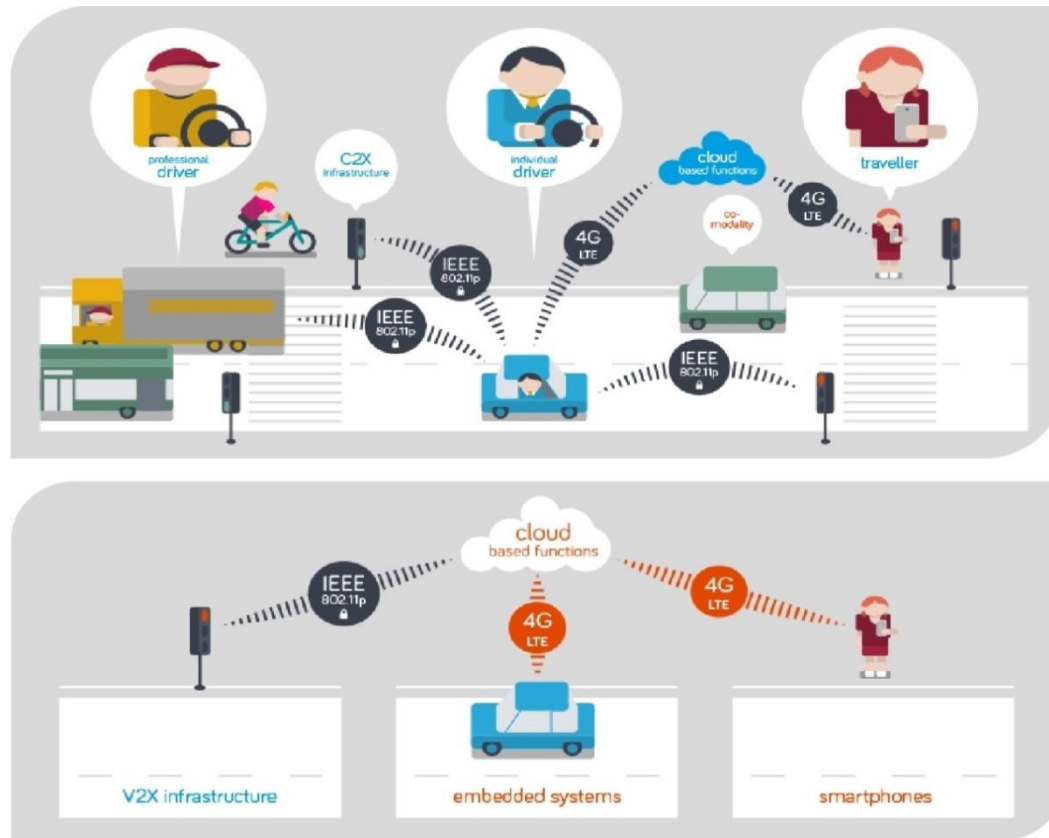 professional
driver
C2X
infrastructure
individual
driver
cloud
based functions
traveller
co-
modality
4G
LTE
4G
LTE
IEEE
802.11p
IEEE
802.11p
IEEE
802.11p
cloud
based functions
IEEE
802.11p
4G
LTE
4G
LTE
V2X infrastructure
embedded systems
smartphones